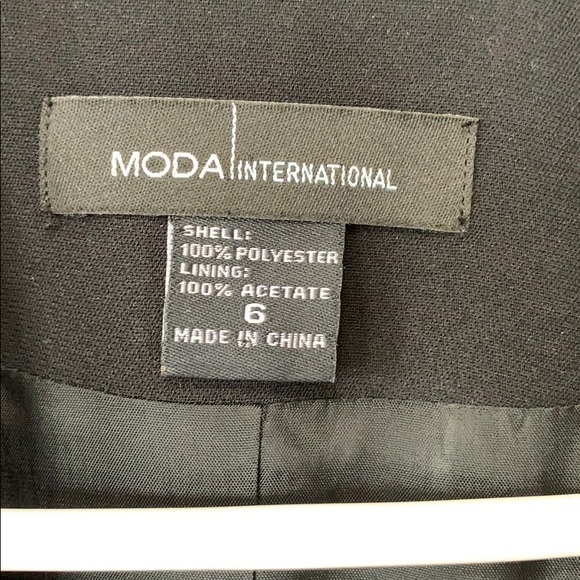 MODA INTERNATIONAL
SHELL:
100% POLYESTER
LINING:
100% ACETATE
6
MADE IN CHINA